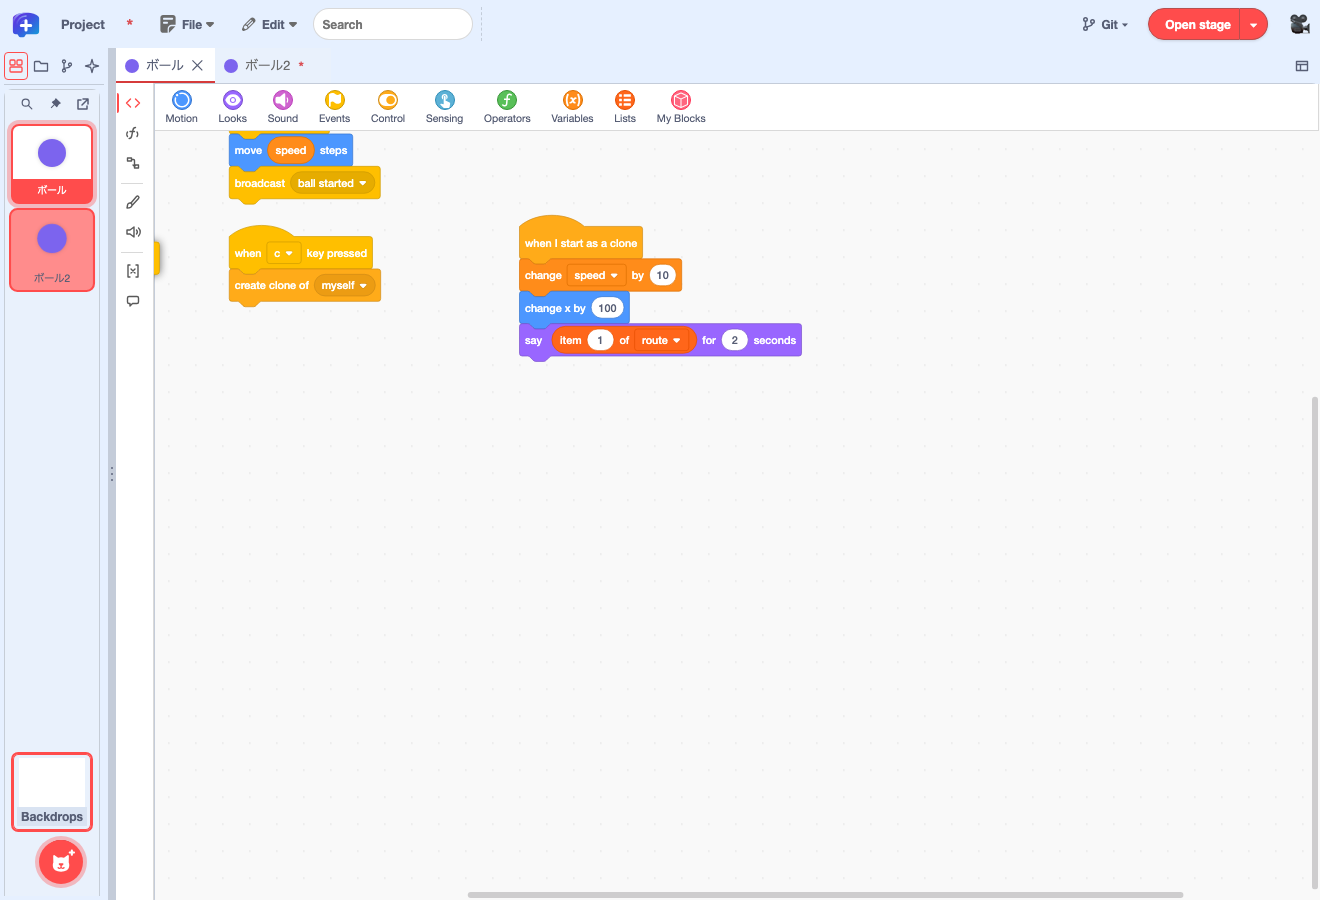 Project *
File
Edit
Search
Git
Open stage
ボール
ボール2 *
Motion
Looks
Sound
Events
Control
Sensing
Operators
Variables
Lists
My Blocks
move speed steps
broadcast ball started
when c key pressed
create clone of myself
when I start as a clone
change speed by 10
change x by 100
say item 1 of route for 2 seconds
ボール
ボール2
Backdrops